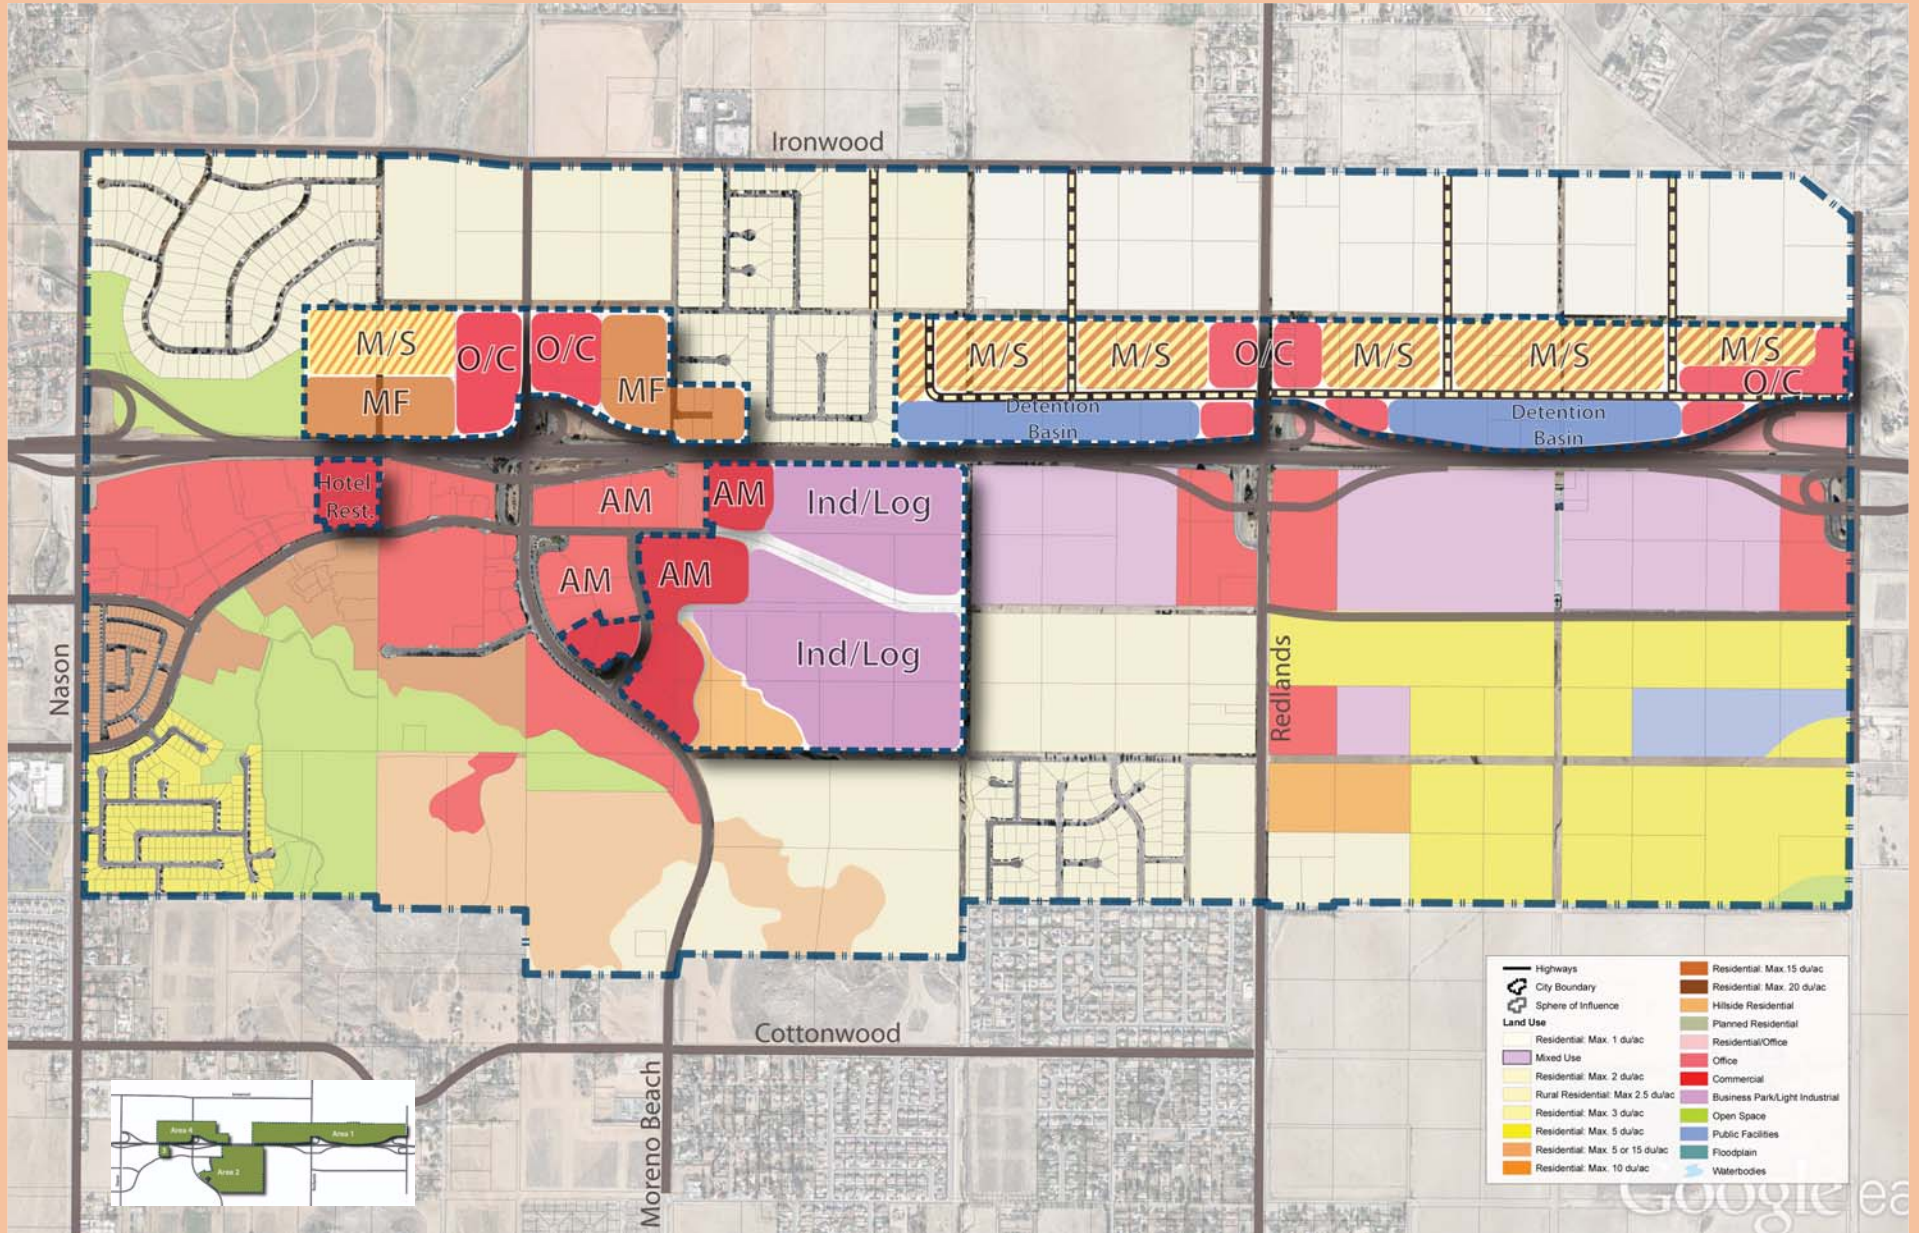 Ironwood
M/S
O/C
O/C
MF
MF
M/S
M/S
O/C
M/S
M/S
M/S
O/C
Detention
Basin
Detention
Basin
Hotel
Rest.
AM
AM
Ind/Log
AM
AM
Ind/Log
Nason
Redlands
Cottonwood
Moreno Beach
Highways
City Boundary
Sphere of Influence
Land Use
Residential: Max. 1 du/ac
Mixed Use
Residential: Max. 2 du/ac
Rural Residential: Max 2.5 du/ac
Residential: Max. 3 du/ac
Residential: Max. 5 du/ac
Residential: Max. 5 or 15 du/ac
Residential: Max. 10 du/ac
Residential: Max.15 du/ac
Residential: Max. 20 du/ac
Hillside Residential
Planned Residential
Residential/Office
Office
Commercial
Business Park/Light Industrial
Open Space
Public Facilities
Floodplain
Waterbodies
Area 4
Area 1
3
Area 2
Google ea